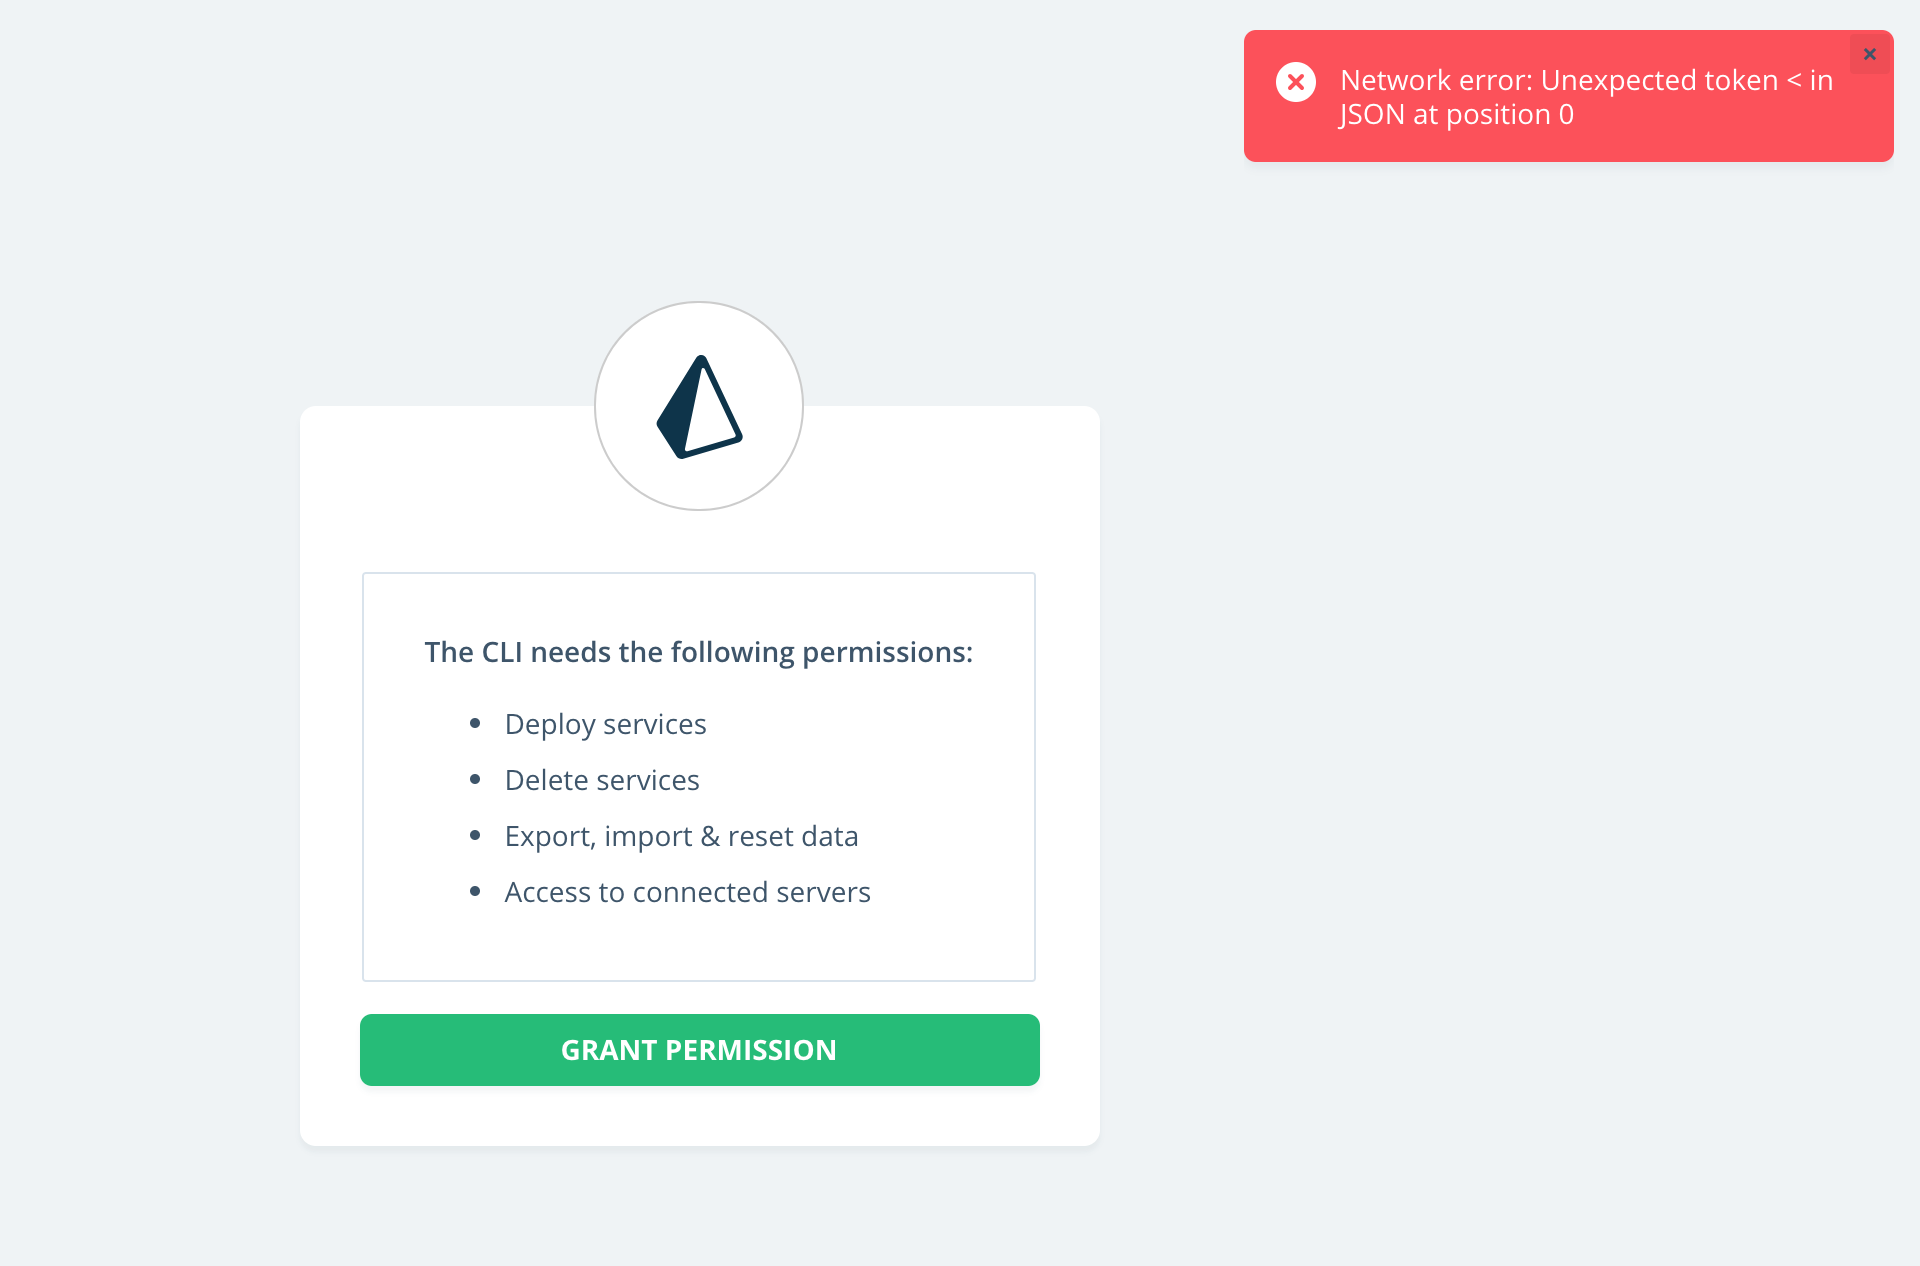 Network error: Unexpected token < in
JSON at position 0
The CLI needs the following permissions:
Deploy services
Delete services
Export, import & reset data
Access to connected servers
GRANT PERMISSION